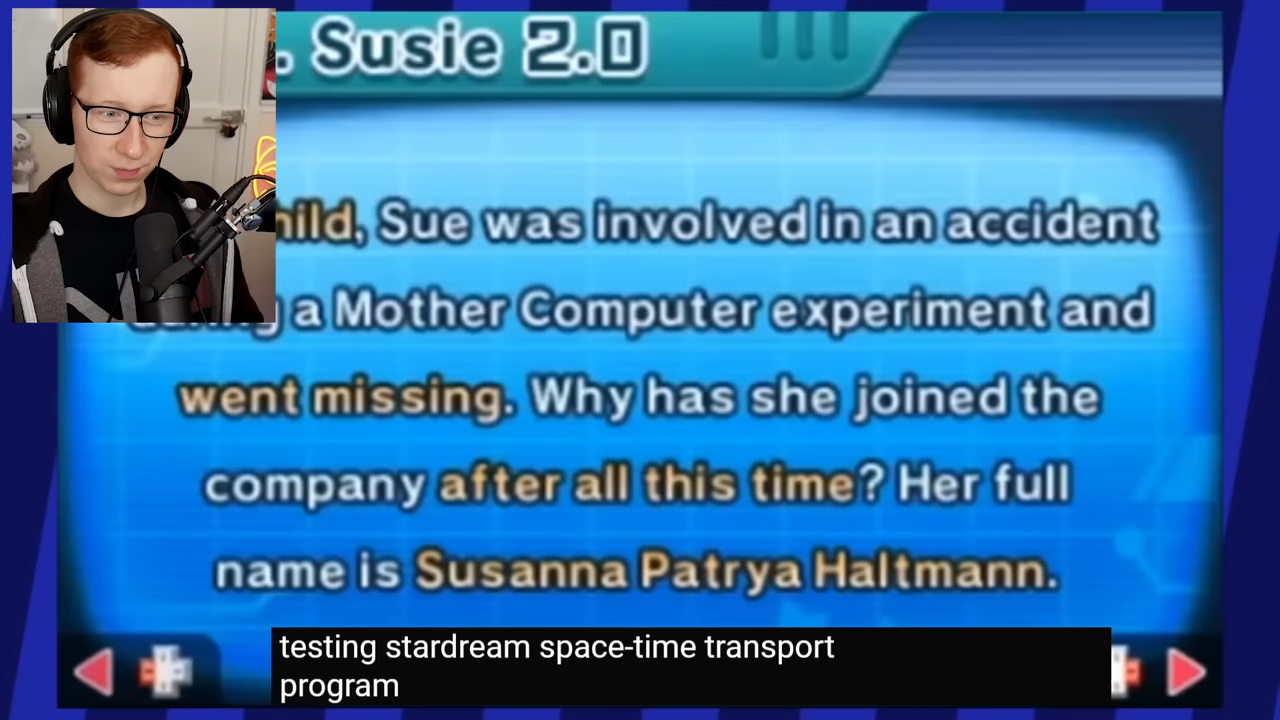 . Susie 2.0
hild, Sue was involved in an accident
a Mother Computer experiment and
went missing. Why has she joined the
company after all this time? Her full
name is Susanna Patrya Haltmann.
testing stardream space-time transport
program